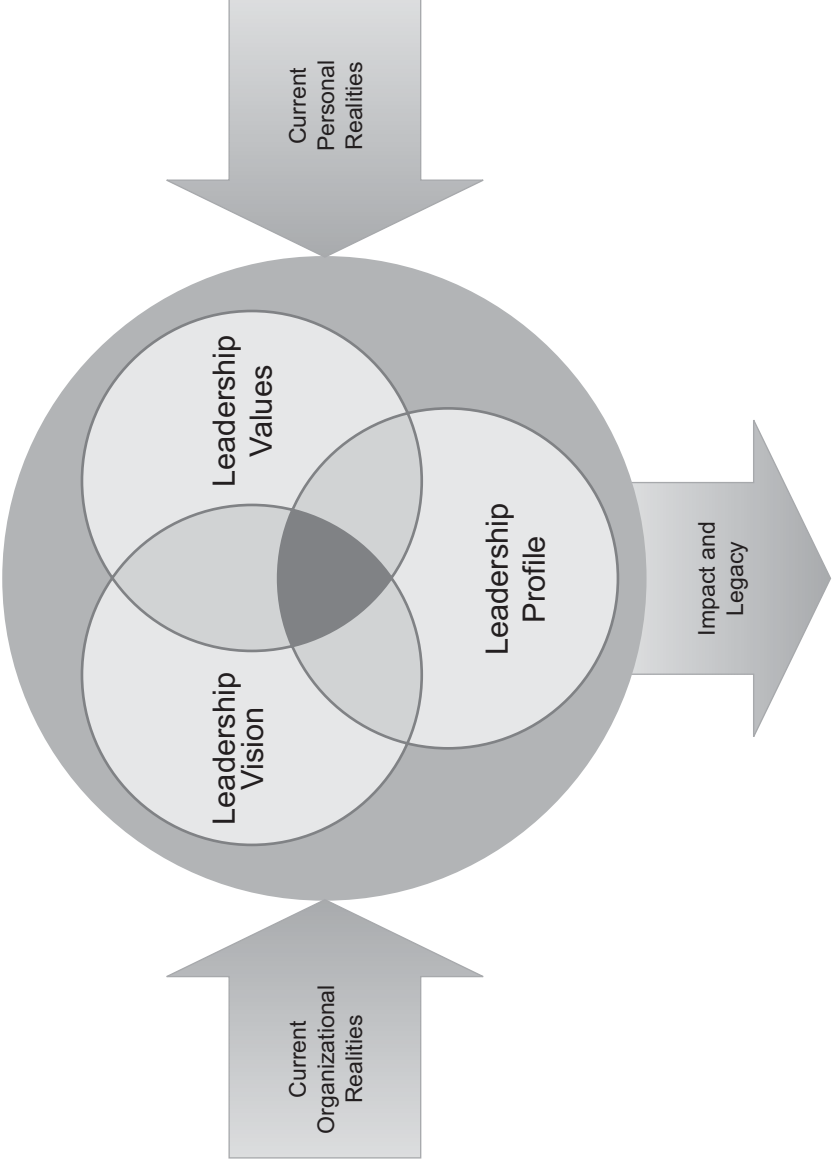 Leadership
Vision
Leadership
Values
Current
Organizational
Realities
Current
Personal
Realities
Leadership
Profile
Impact and
Legacy